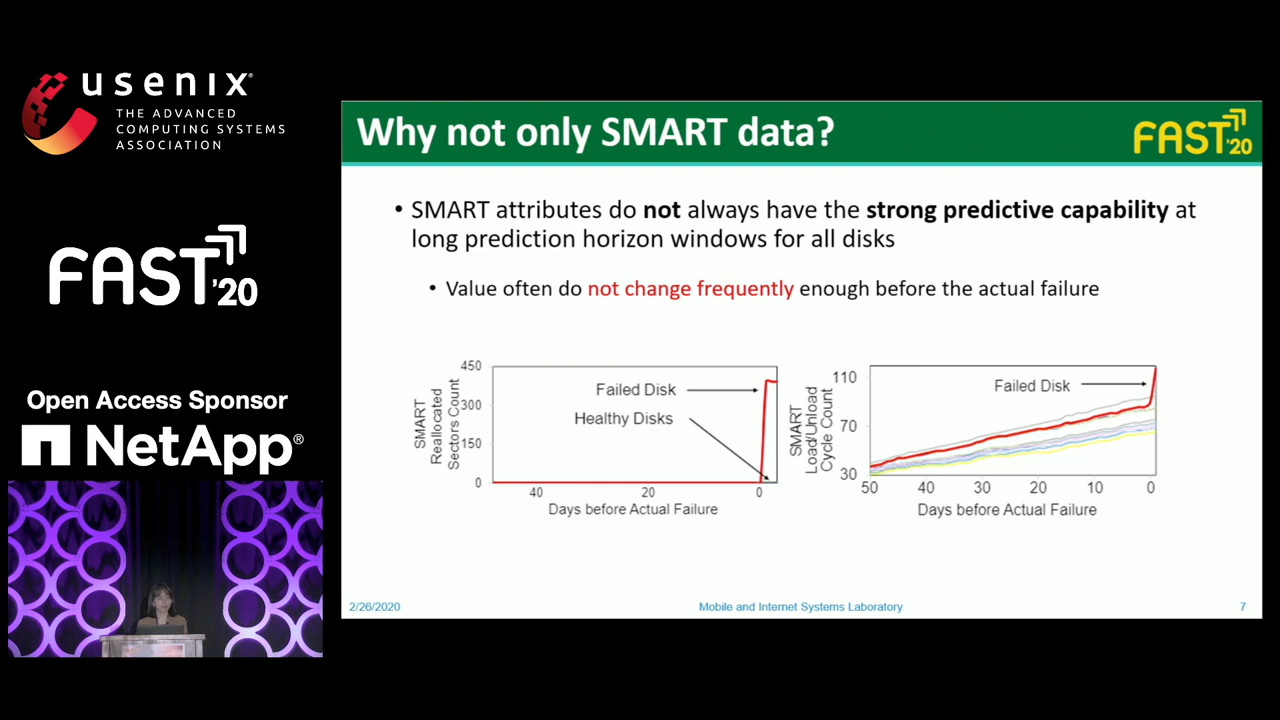 usenix®
THE ADVANCED
COMPUTING SYSTEMS
ASSOCIATION
FAST'20
Open Access Sponsor
NetApp®
Why not only SMART data?
FAST'20
• SMART attributes do not always have the strong predictive capability at
long prediction horizon windows for all disks
• Value often do not change frequently enough before the actual failure
SMART
Reallocated
Sectors Count
450
300
150
0
Failed Disk
Healthy Disks
40
20
0
Days before Actual Failure
SMART
Load/Unload
Cycle Count
110
70
30
Failed Disk
50
40
30
20
10
0
Days before Actual Failure
2/26/2020
Mobile and Internet Systems Laboratory
7